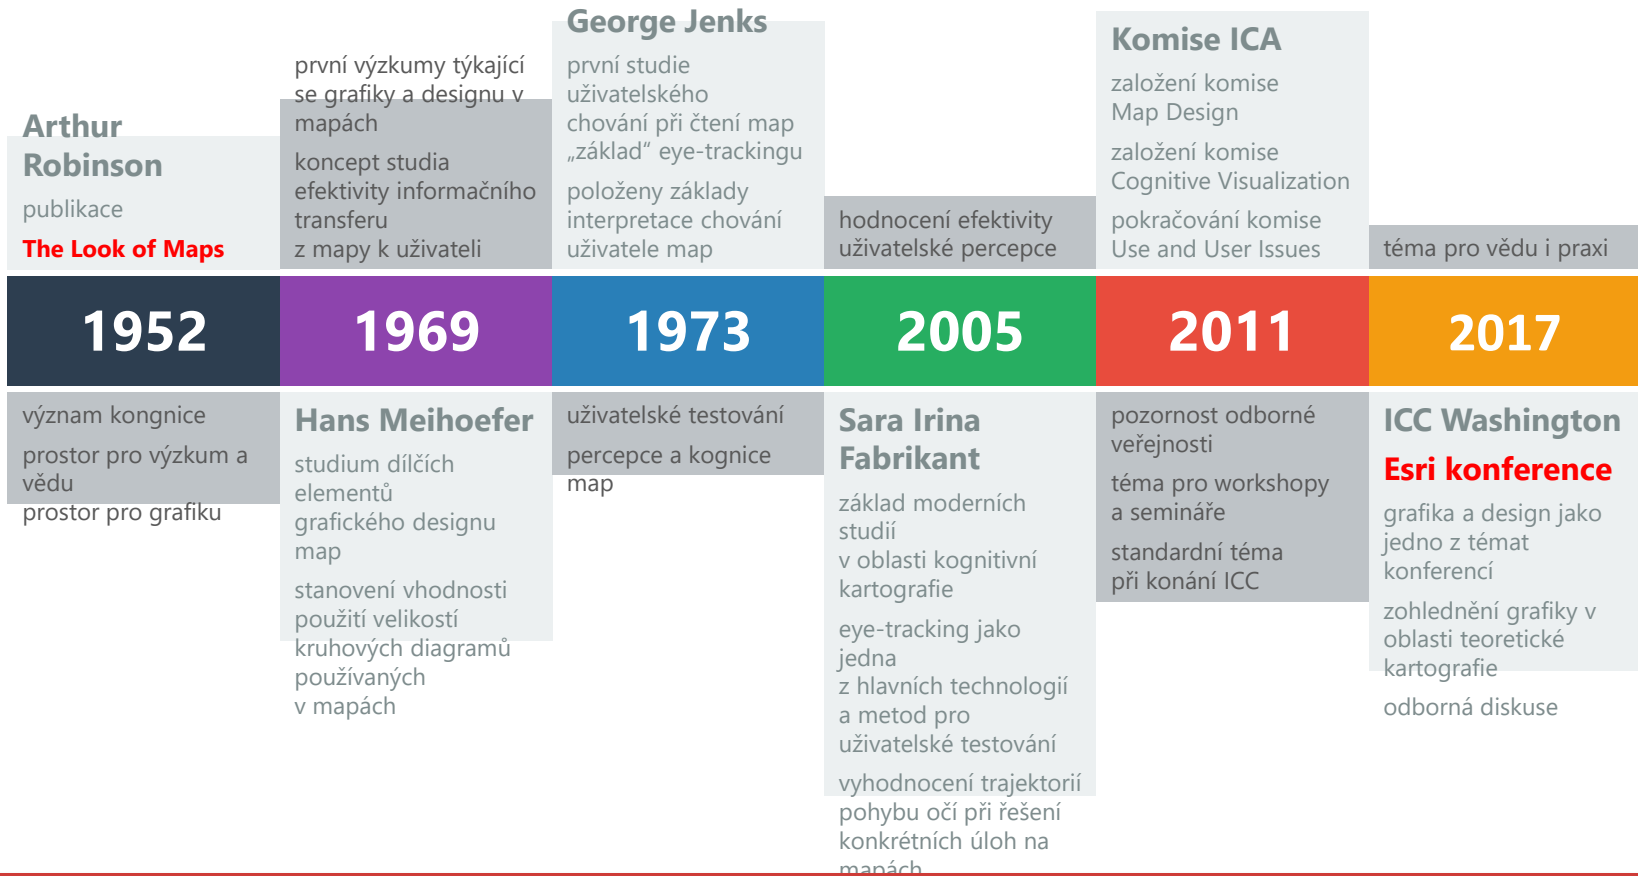 Arthur
Robinson
publikace
The Look of Maps
první výzkumy týkající
se grafiky a designu v
mapách
koncept studia
efektivity informačního
transferu
z mapy k uživateli
George Jenks
první studie
uživatelského
chování při čtení map
„základ“ eye-trackingu
položeny základy
interpretace chování
uživatele map
hodnocení efektivity
uživatelské percepce
Komise ICA
založení komise
Map Design
založení komise
Cognitive Visualization
pokračování komise
Use and User Issues
téma pro vědu i praxi
1952
1969
1973
2005
2011
2017
význam kongnice
prostor pro výzkum a
vědu
prostor pro grafiku
Hans Meihoefer
studium dílčích
elementů
grafického designu
map
stanovení vhodnosti
použití velikostí
kruhových diagramů
používaných
v mapách
uživatelské testování
percepce a kognice
map
Sara Irina
Fabrikant
základ moderních
studií
v oblasti kognitivní
kartografie
eye-tracking jako
jedna
z hlavních technologií
a metod pro
uživatelské testování
vyhodnocení trajektorií
pohybu očí při řešení
konkrétních úloh na
mapách
pozornost odborné
veřejnosti
téma pro workshopy
a semináře
standardní téma
při konání ICC
ICC Washington
Esri konference
grafika a design jako
jedno z témat
konferencí
zohlednění grafiky v
oblasti teoretické
kartografie
odborná diskuse